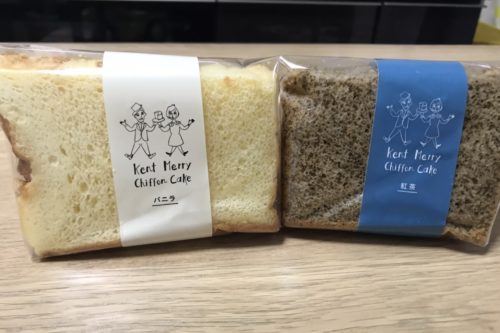 Kent Merry
Chiffon Cake
バニラ
Kent Merry
Chiffon Cake
紅茶